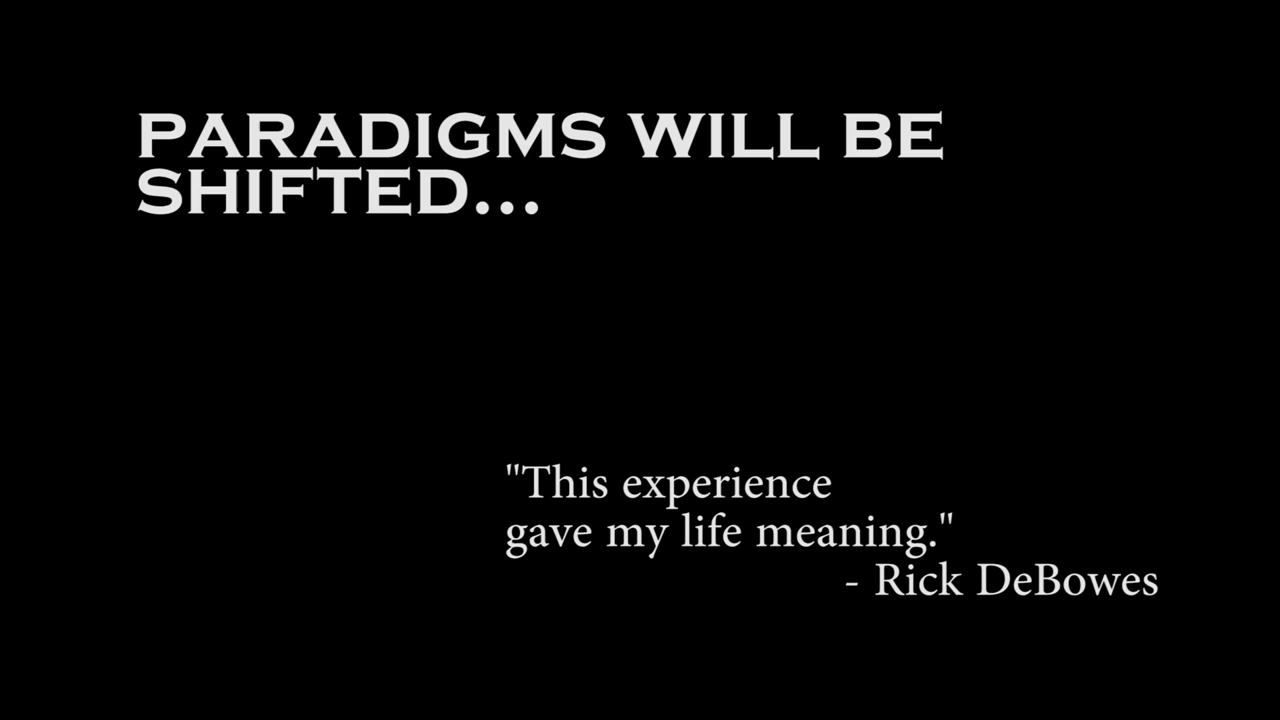 PARADIGMS WILL BE
SHIFTED...
"This experience
gave my life meaning."
- Rick DeBowes